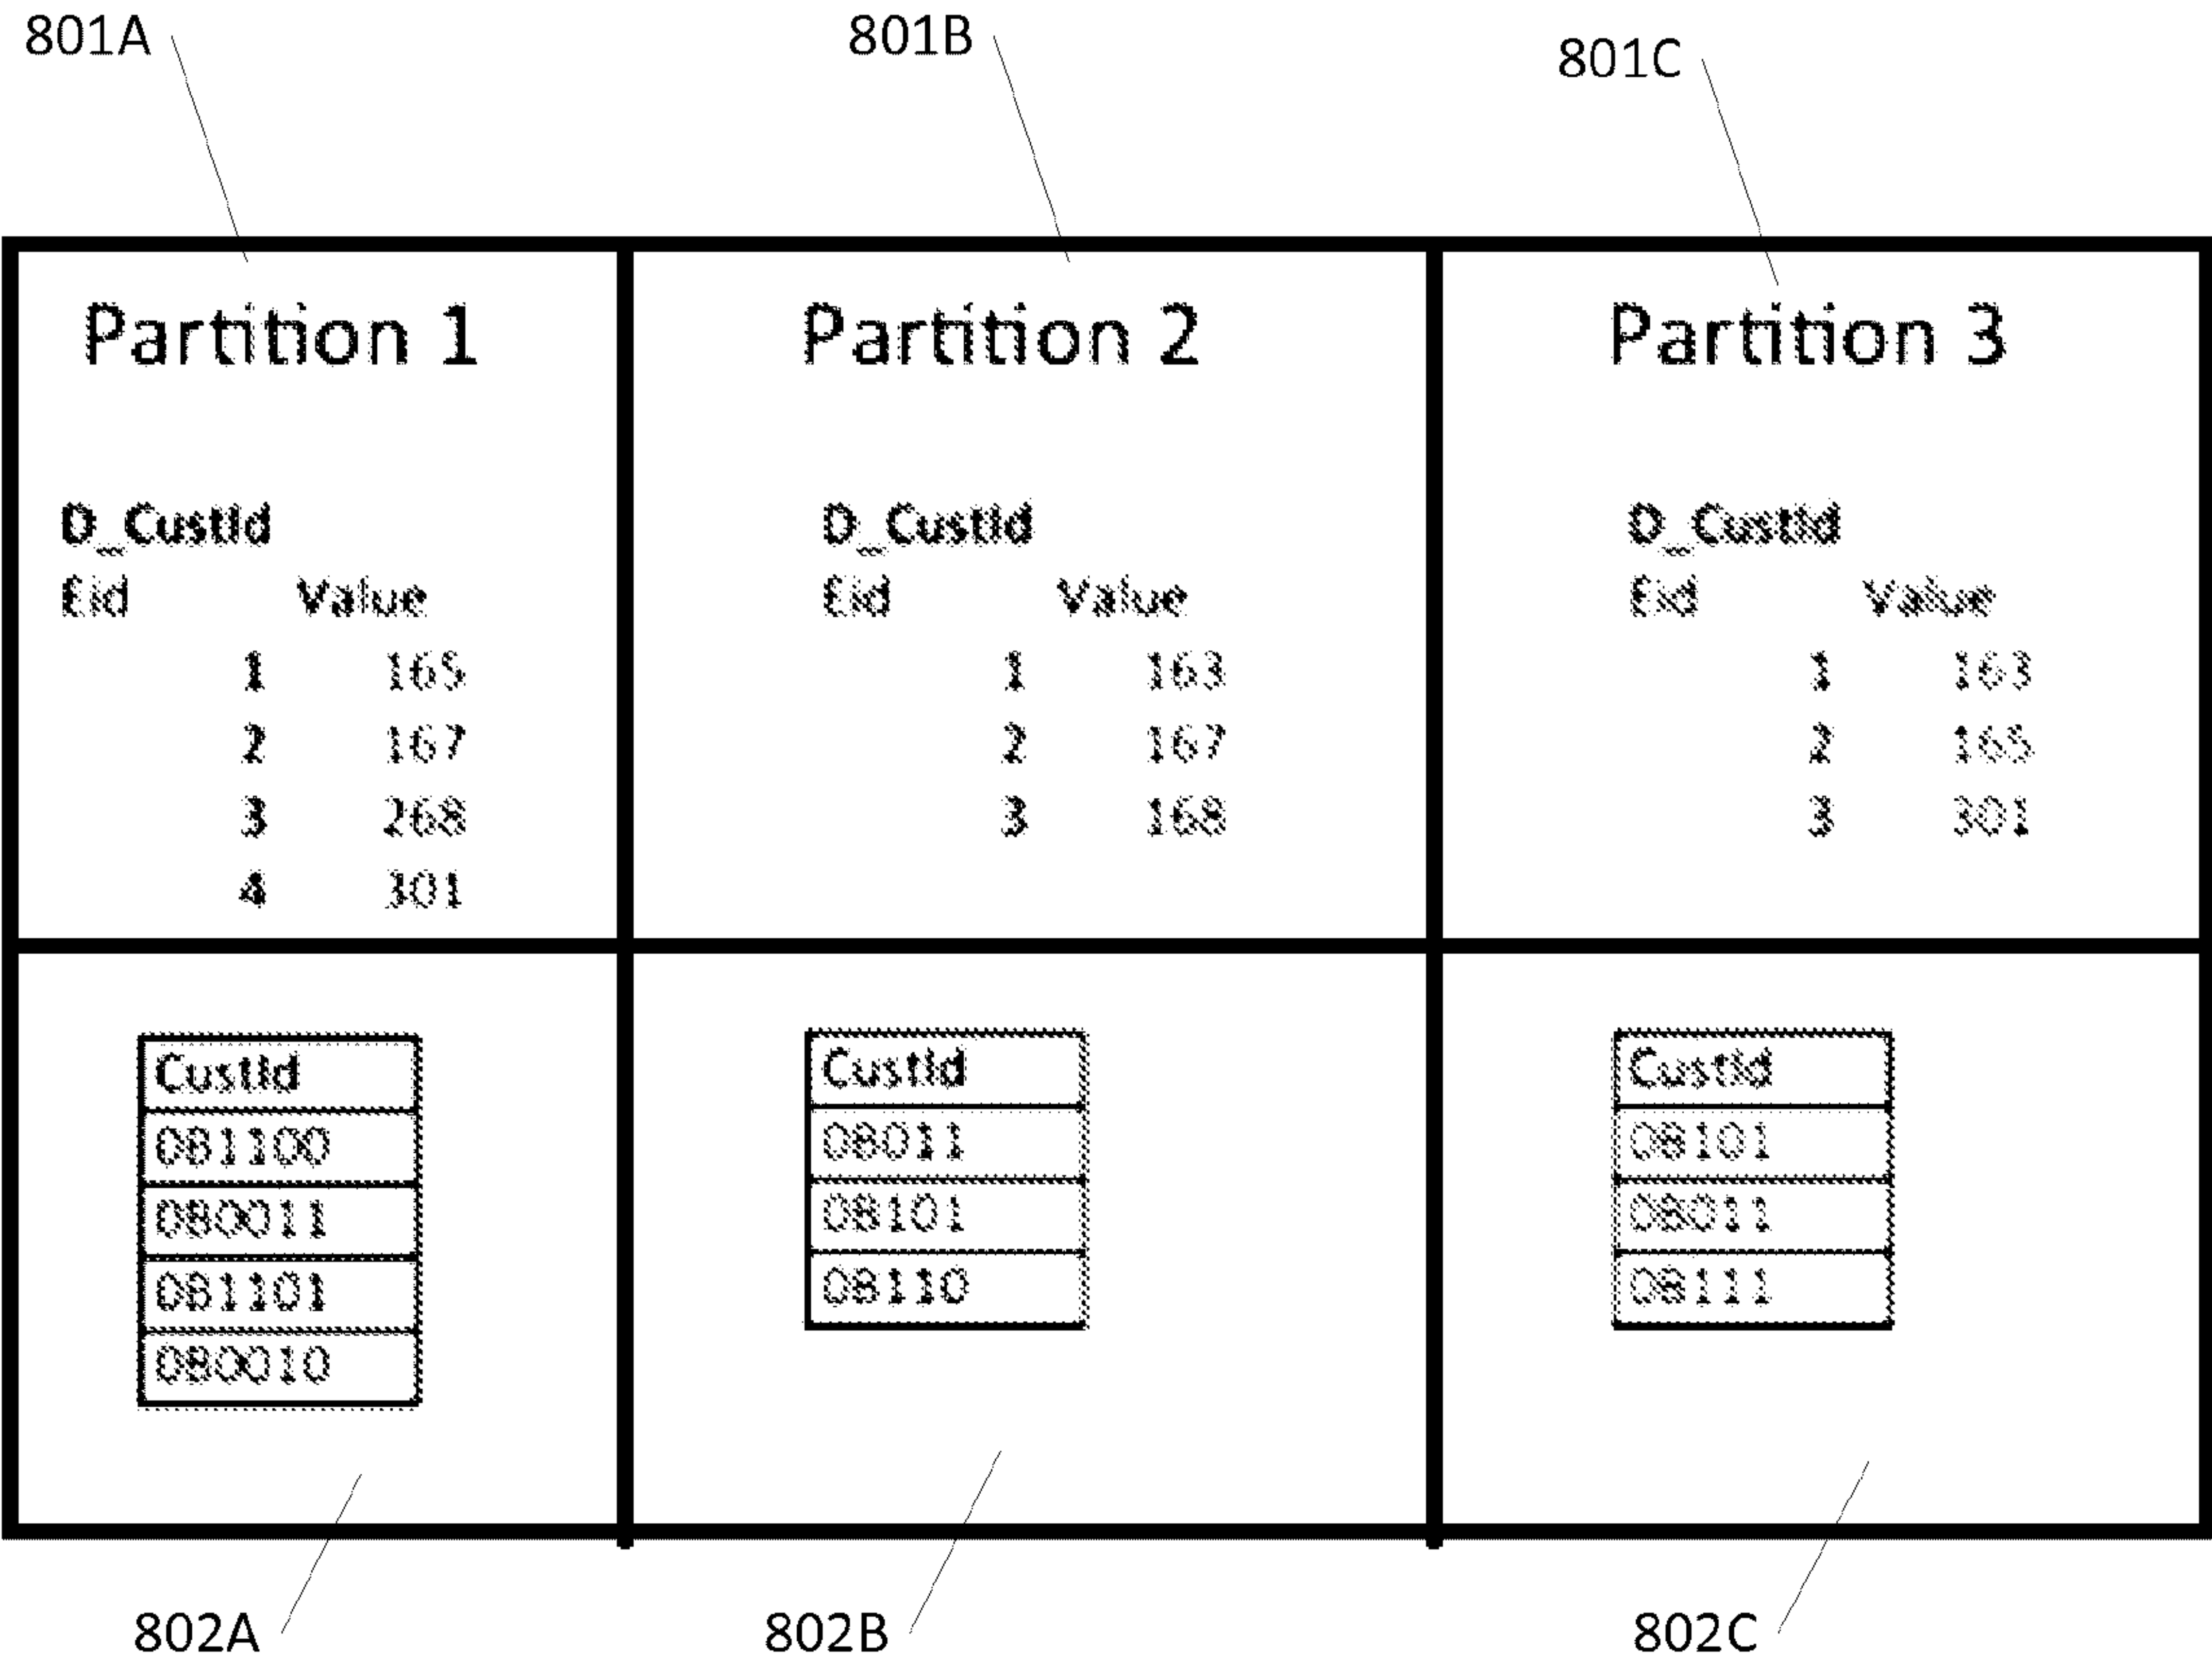 801A
801B
801C
Partition 1
D_CustId
Eid Value
1 165
2 167
3 268
4 301
Partition 2
D_CustId
Eid Value
1 163
2 167
3 168
Partition 3
D_CustId
Eid Value
1 163
2 165
3 301
CustId
0B1100
0B0011
0B1101
0B0010
CustId
0B011
0B101
0B110
CustId
0B101
0B011
0B111
802A
802B
802C